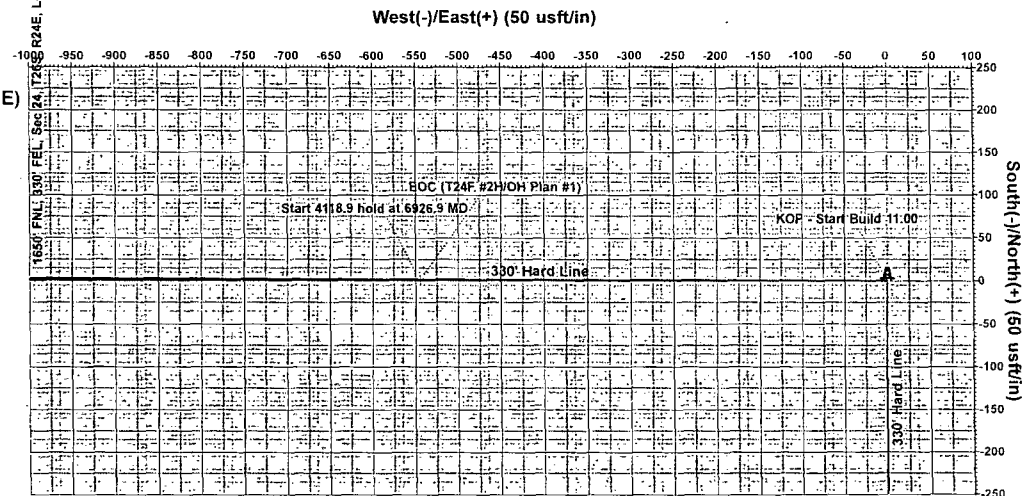 West(-)/East(+) (50 usft/in)
-950 -900 -850 -800 -750 -700 -650 -600 -550 -500 -450 -400 -350 -300 -250 -200 -150 -100 -50 0 50 100
E)
1650' FNL, 330' FEL, Sec 24, T26S R24E, L
EOC (T24F #2H/OH Plan #1)
Start 4118.9 hold at 6926.9 MD
KOP - Start Build 11.00
330' Hard Line
A
330' Hard Line
250
200
150
100
50
0
-50
-100
-150
-200
-250
South(-)/North(+) (50 usft/in)